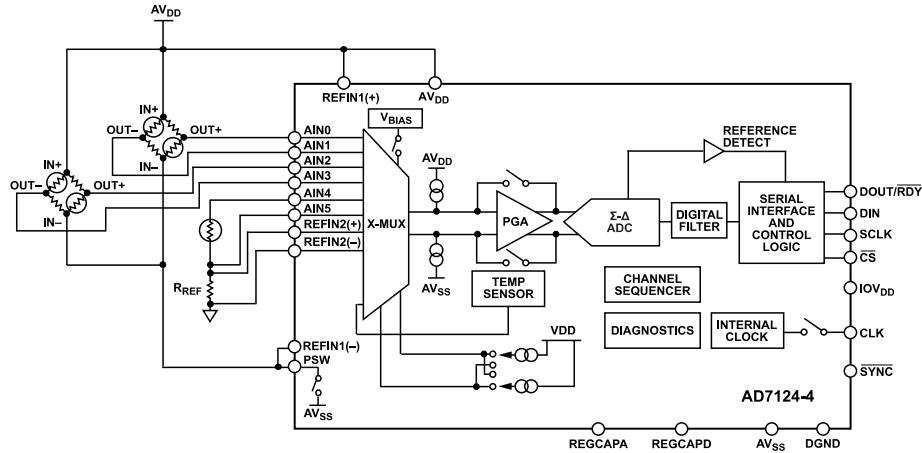 AVDD
REFIN1(+)
AVDD
IN+
OUT–
OUT+
IN–
IN+
OUT–
OUT+
IN–
AIN0
AIN1
AIN2
AIN3
AIN4
AIN5
REFIN2(+)
REFIN2(–)
RREF
REFIN1(–)
PSW
AVSS
VBIAS
X-MUX
AVDD
AVSS
PGA
TEMP
SENSOR
VDD
Σ-Δ
ADC
REFERENCE
DETECT
DIGITAL
FILTER
SERIAL
INTERFACE
AND
CONTROL
LOGIC
CHANNEL
SEQUENCER
DIAGNOSTICS
INTERNAL
CLOCK
DOUT/RDY
DIN
SCLK
CS
IOVDD
CLK
SYNC
AD7124-4
REGCAPA
REGCAPD
AVSS
DGND